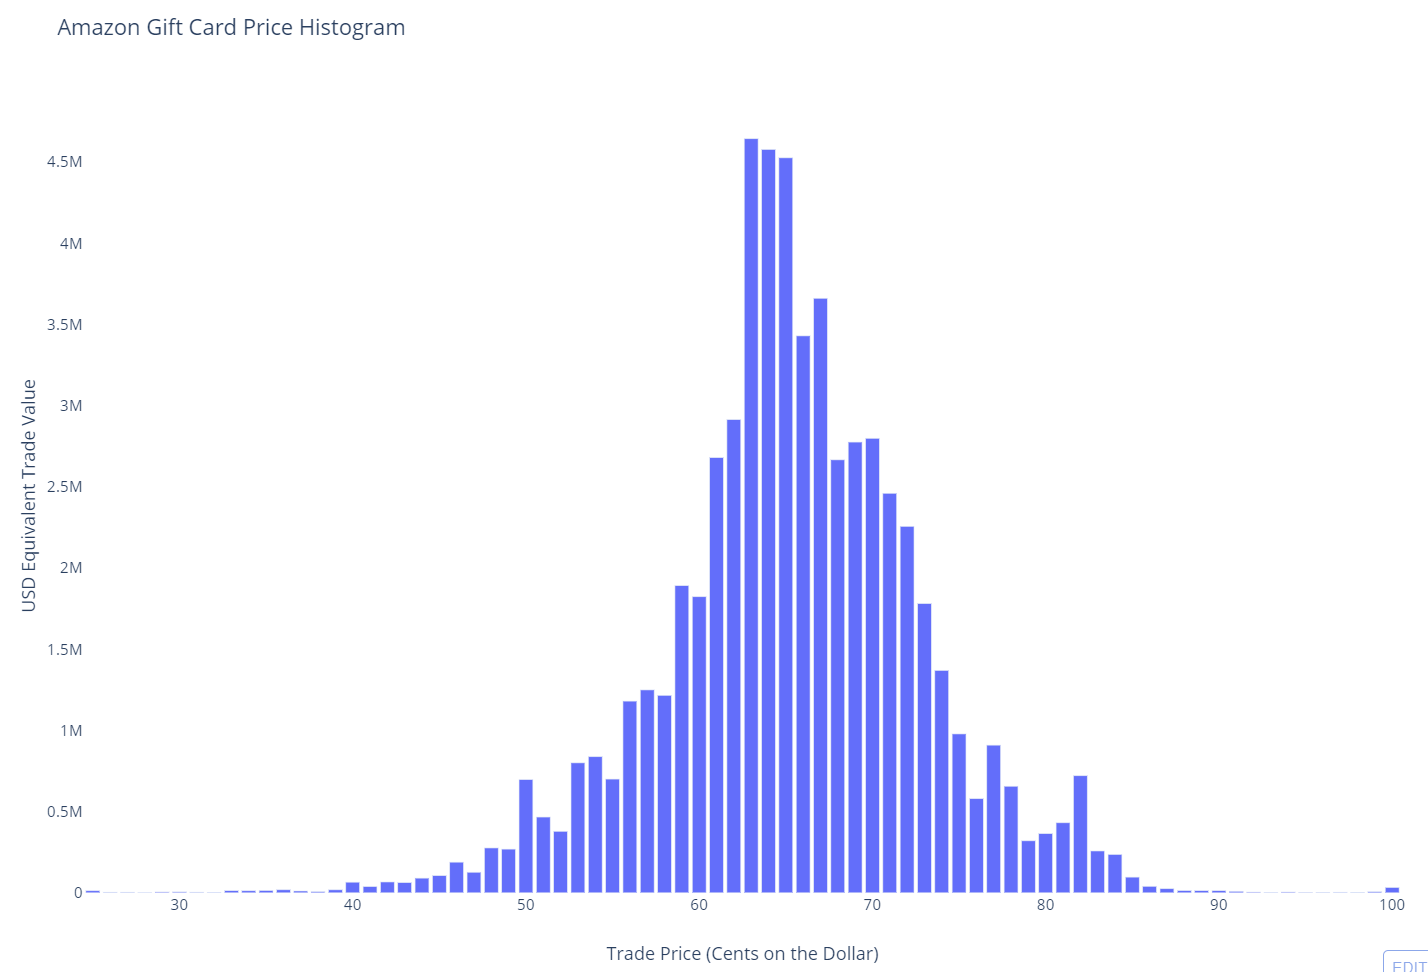 Amazon Gift Card Price Histogram
USD Equivalent Trade Value
4.5M
4M
3.5M
3M
2.5M
2M
1.5M
1M
0.5M
0
30 40 50 60 70 80 90 100
Trade Price (Cents on the Dollar)
EDIT